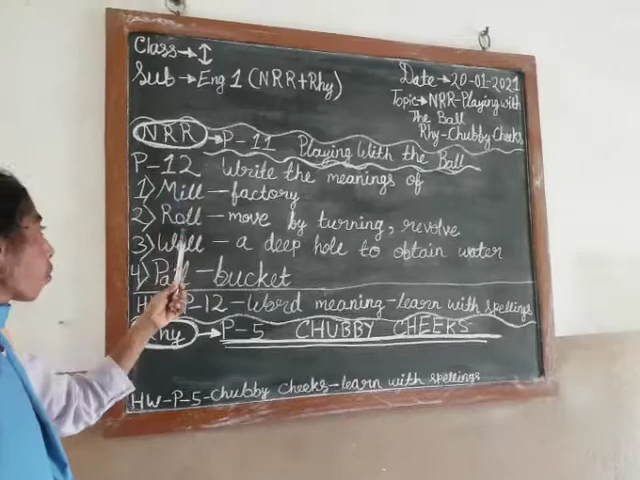 Class→I
Sub→Eng 1 (NRR+Rhy)
Date→20-01-2021
Topic→NRR-Playing with
The Ball
Rhy-Chubby Cheeks
NRR→P-11 Playing With the Ball
P-12 Write the meanings of
1) Mill - factory
2) Roll - move by turning, revolve
3) Well - a deep hole to obtain water
4) Pail - bucket
HW P-12 - Word meaning - learn with spellings
Rhy→P-5 CHUBBY CHEEKS
HW-P-5-chubby cheeks-learn with spellings